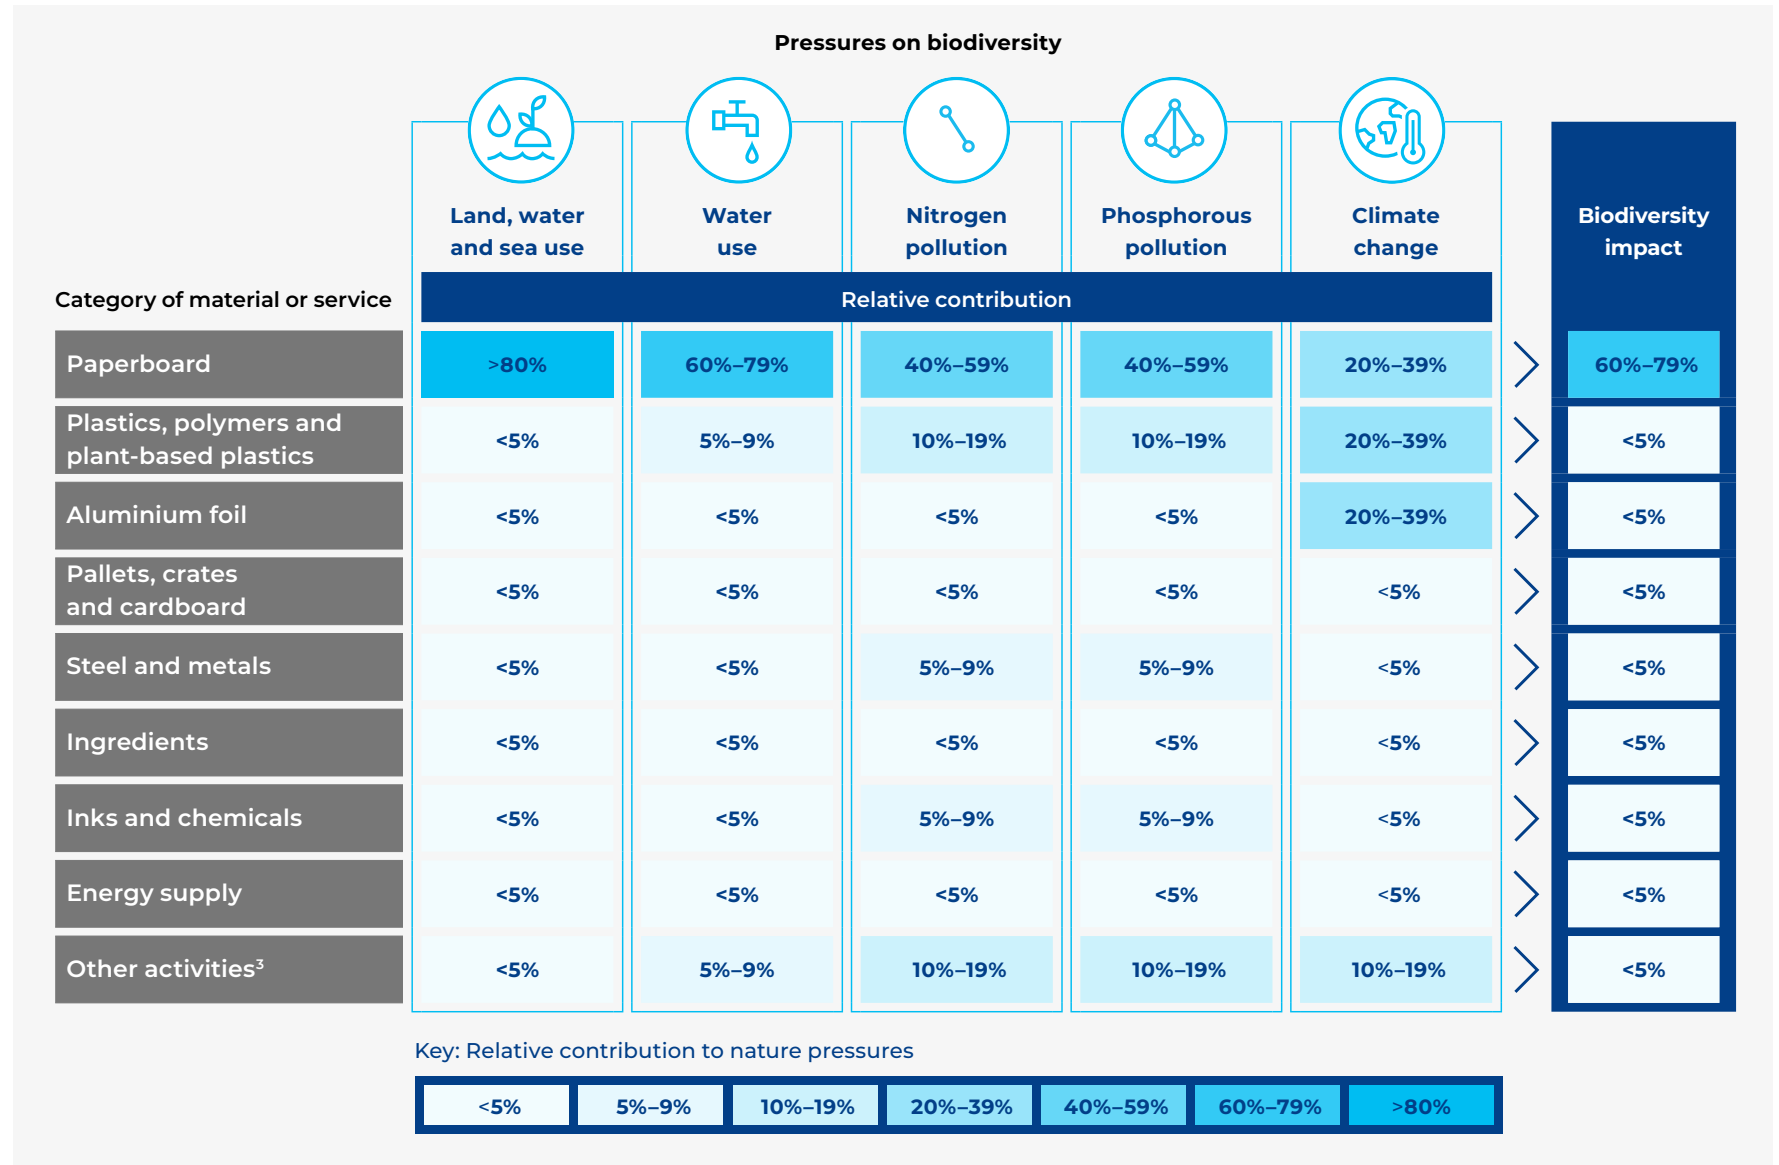 Pressures on biodiversity
Land, water
and sea use
Water
use
Nitrogen
pollution
Phosphorous
pollution
Climate
change
Biodiversity
impact
Category of material or service
Relative contribution
Paperboard >80% 60%–79% 40%–59% 40%–59% 20%–39% 60%–79%
Plastics, polymers and
plant-based plastics
<5% 5%–9% 10%–19% 10%–19% 20%–39% <5%
Aluminium foil <5% <5% <5% <5% 20%–39% <5%
Pallets, crates
and cardboard
<5% <5% <5% <5% <5% <5%
Steel and metals <5% <5% 5%–9% 5%–9% <5% <5%
Ingredients <5% <5% <5% <5% <5% <5%
Inks and chemicals <5% <5% 5%–9% 5%–9% <5% <5%
Energy supply <5% <5% <5% <5% <5% <5%
Other activities³ <5% 5%–9% 10%–19% 10%–19% 10%–19% <5%
Key: Relative contribution to nature pressures
<5% 5%–9% 10%–19% 20%–39% 40%–59% 60%–79% >80%